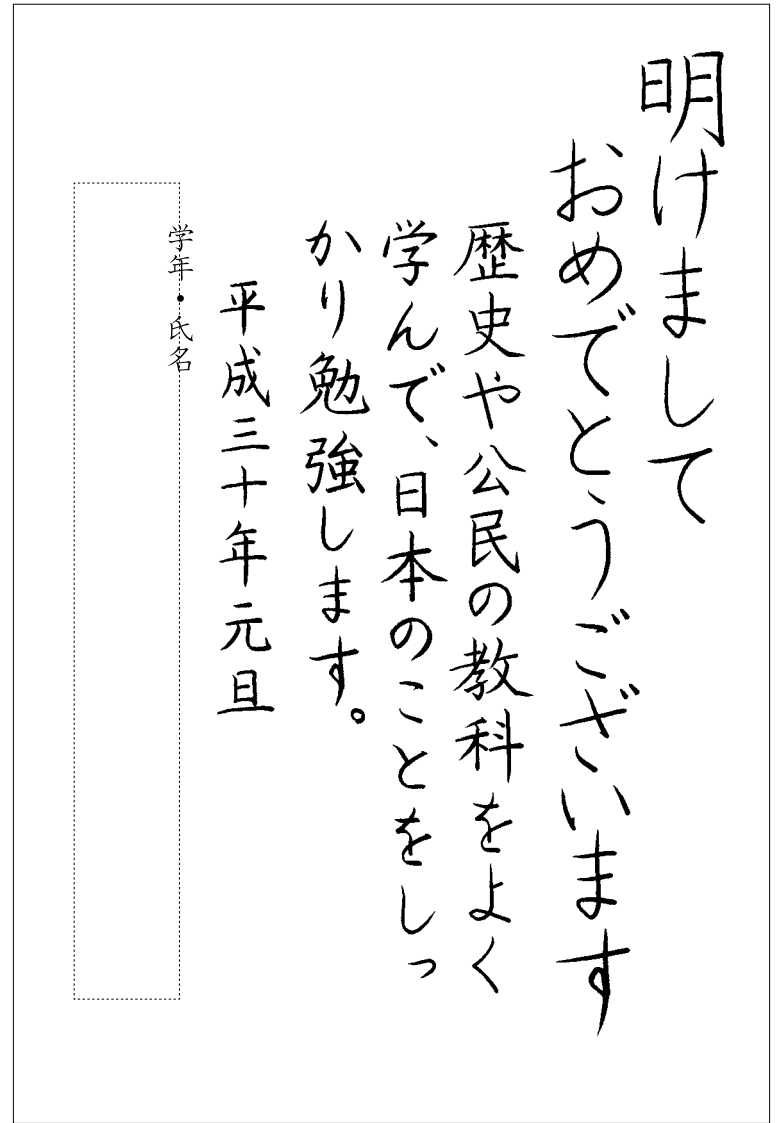 明けまして
おめでとうございます
歴史や公民の教科をよく
学んで、日本のことをしっ
かり勉強します。
平成三十年元旦
学年・氏名